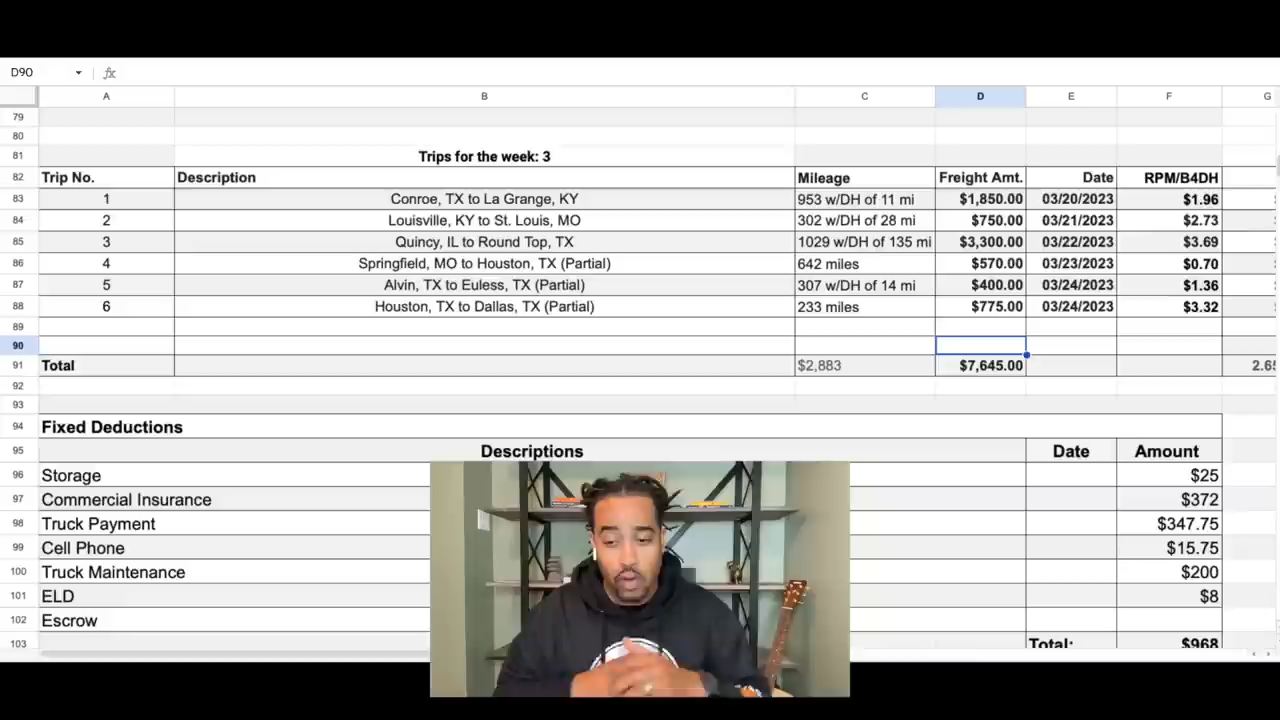 D90 fx
A B C D E F G
79
80
81 Trips for the week: 3
82 Trip No. Description Mileage Freight Amt. Date RPM/B4DH
83 1 Conroe, TX to La Grange, KY 953 w/DH of 11 mi $1,850.00 03/20/2023 $1.96
84 2 Louisville, KY to St. Louis, MO 302 w/DH of 28 mi $750.00 03/21/2023 $2.73
85 3 Quincy, IL to Round Top, TX 1029 w/DH of 135 mi $3,300.00 03/22/2023 $3.69
86 4 Springfield, MO to Houston, TX (Partial) 642 miles $570.00 03/23/2023 $0.70
87 5 Alvin, TX to Euless, TX (Partial) 307 w/DH of 14 mi $400.00 03/24/2023 $1.36
88 6 Houston, TX to Dallas, TX (Partial) 233 miles $775.00 03/24/2023 $3.32
89
90
91 Total $2,883 $7,645.00 2.65
92
93
94 Fixed Deductions
95 Descriptions Date Amount
96 Storage $25
97 Commercial Insurance $372
98 Truck Payment $347.75
99 Cell Phone $15.75
100 Truck Maintenance $200
101 ELD $8
102 Escrow
103 Total: $968